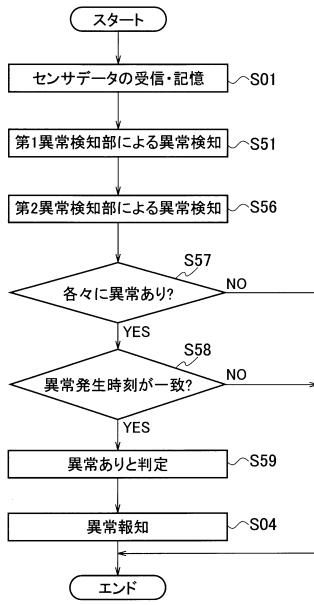 スタート
センサデータの受信・記憶
S01
第1異常検知部による異常検知
S51
第2異常検知部による異常検知
S56
S57
各々に異常あり?
NO
YES
S58
異常発生時刻が一致?
NO
YES
異常ありと判定
S59
異常報知
S04
エンド